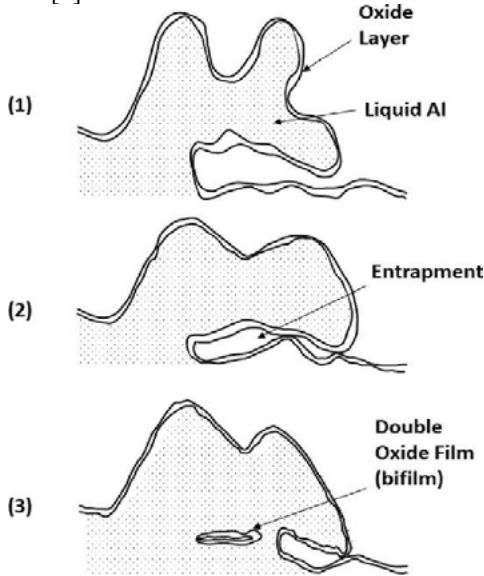 Oxide
Layer
(1)
Liquid Al
(2)
Entrapment
Double
Oxide Film
(bifilm)
(3)